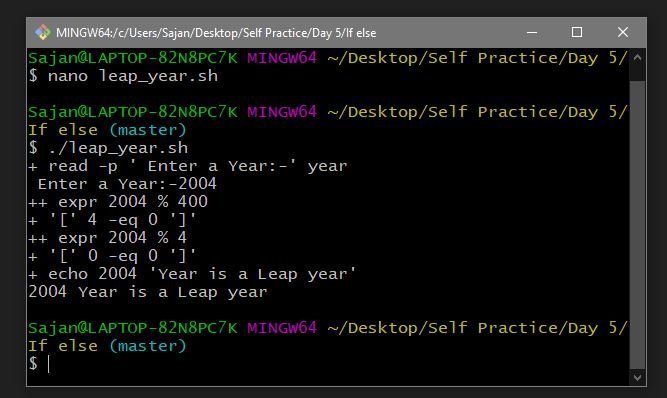 MINGW64:/c/Users/Sajan/Desktop/Self Practice/Day 5/If else
Sajan@LAPTOP-82N8PC7K MINGW64 ~/Desktop/Self Practice/Day 5/
$ nano leap_year.sh
Sajan@LAPTOP-82N8PC7K MINGW64 ~/Desktop/Self Practice/Day 5/
If else (master)
$ ./leap_year.sh
+ read -p ' Enter a Year:-' year
 Enter a Year:-2004
++ expr 2004 % 400
+ '[' 4 -eq 0 ']'
++ expr 2004 % 4
+ '[' 0 -eq 0 ']'
+ echo 2004 'Year is a Leap year'
2004 Year is a Leap year
Sajan@LAPTOP-82N8PC7K MINGW64 ~/Desktop/Self Practice/Day 5/
If else (master)
$